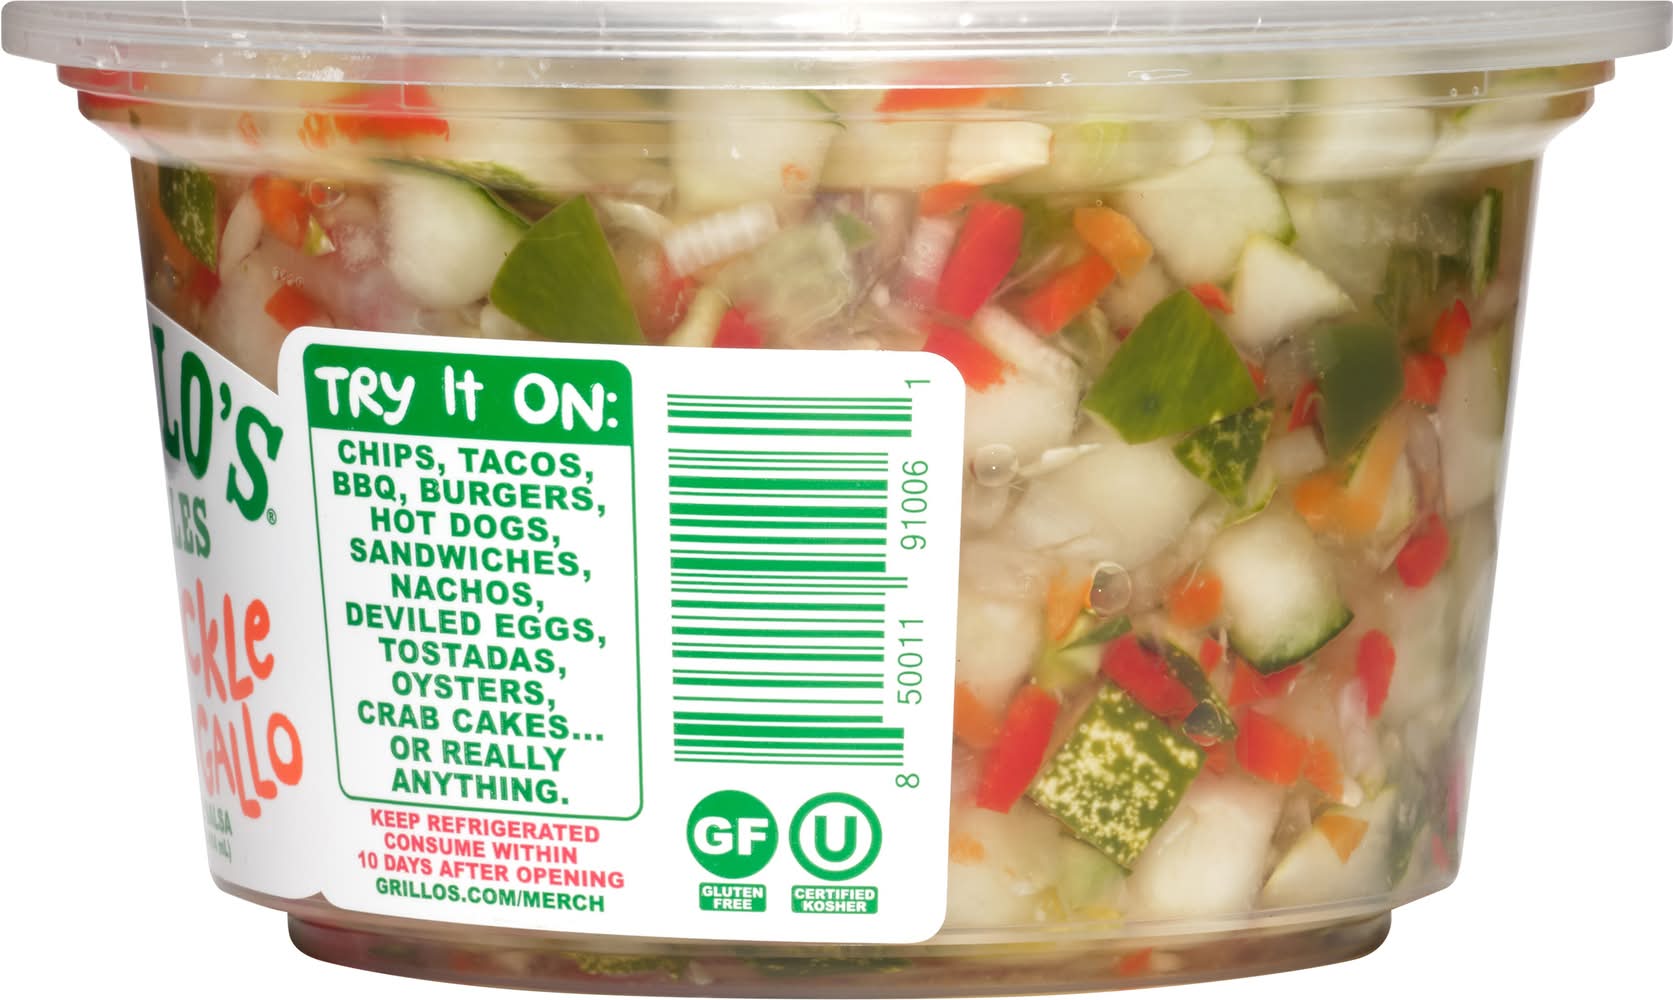 LO'S®
LES
CKLE
GALLO
ALSA
TRY IT ON:
CHIPS, TACOS,
BBQ, BURGERS,
HOT DOGS,
SANDWICHES,
NACHOS,
DEVILED EGGS,
TOSTADAS,
OYSTERS,
CRAB CAKES...
OR REALLY
ANYTHING.
KEEP REFRIGERATED
CONSUME WITHIN
10 DAYS AFTER OPENING
GRILLOS.COM/MERCH
8 50011 91006 1
GF
GLUTEN
FREE
U
CERTIFIED
KOSHER